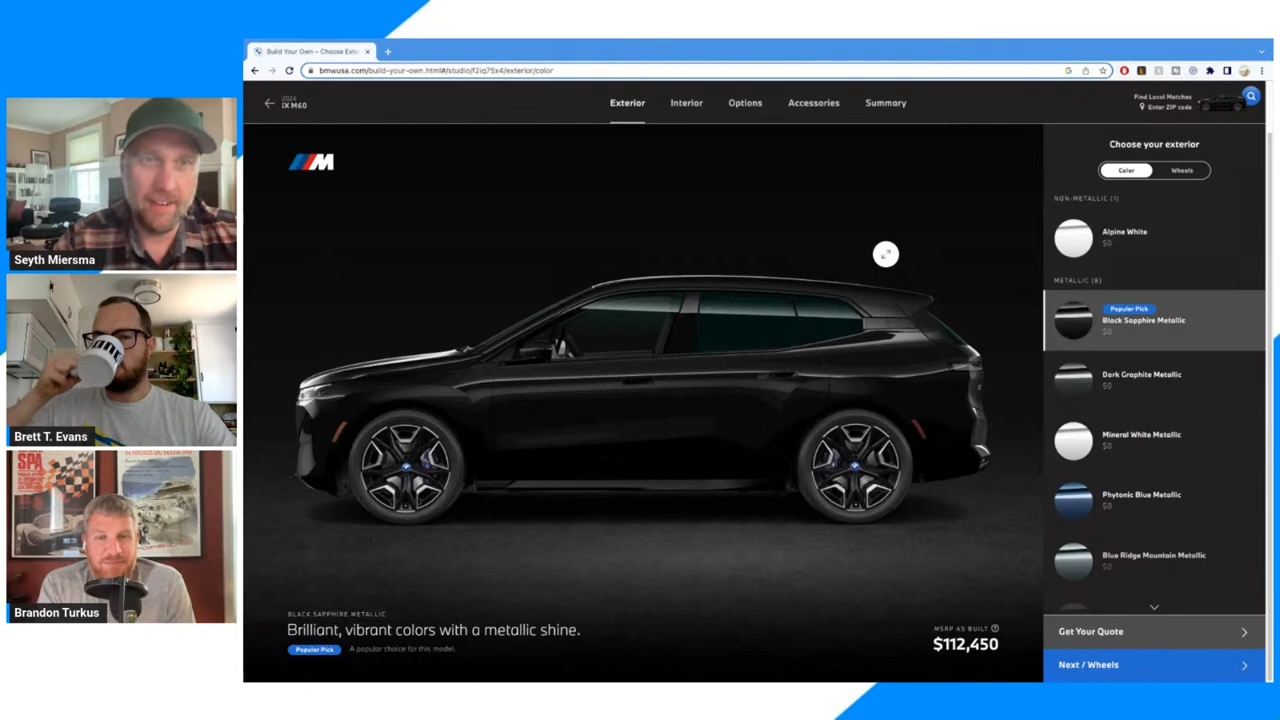 Build Your Own – Choose Exte
bmwusa.com/build-your-own.html#/studio/f2iq75x4/exterior/color
2024
iX M60
Exterior
Interior
Options
Accessories
Summary
Find Local Matches
Enter ZIP code
M
Choose your exterior
Color
Wheels
NON-METALLIC (1)
Alpine White
$0
METALLIC (8)
Popular Pick
Black Sapphire Metallic
$0
Dark Graphite Metallic
$0
Mineral White Metallic
$0
Phytonic Blue Metallic
$0
Blue Ridge Mountain Metallic
$0
BLACK SAPPHIRE METALLIC
Brilliant, vibrant colors with a metallic shine.
Popular Pick
A popular choice for this model.
MSRP AS BUILT
$112,450
Get Your Quote
Next / Wheels
Seyth Miersma
Brett T. Evans
SPA
Brandon Turkus